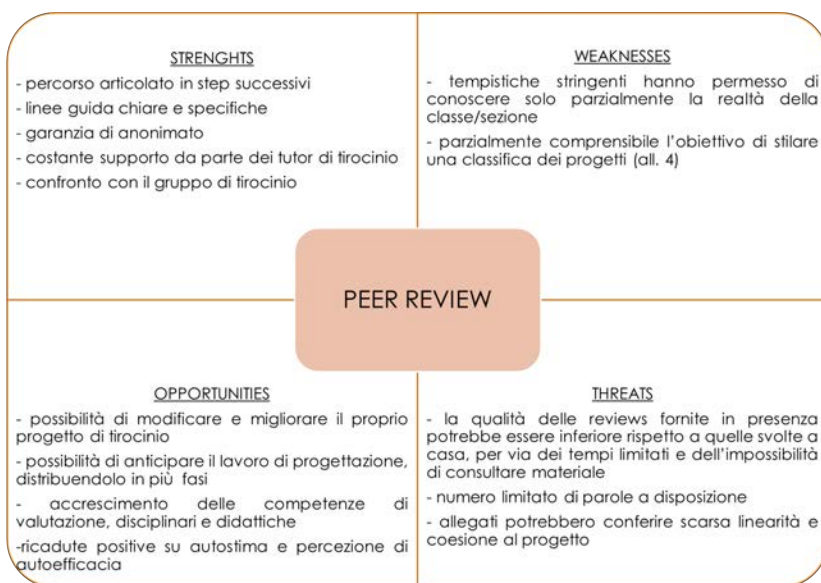 STRENGHTS
- percorso articolato in step successivi
- linee guida chiare e specifiche
- garanzia di anonimato
- costante supporto da parte dei tutor di tirocinio
- confronto con il gruppo di tirocinio
WEAKNESSES
- tempistiche stringenti hanno permesso di
conoscere solo parzialmente la realtà della
classe/sezione
- parzialmente comprensibile l'obiettivo di stilare
una classifica dei progetti (all. 4)
PEER REVIEW
OPPORTUNITIES
- possibilità di modificare e migliorare il proprio
progetto di tirocinio
- possibilità di anticipare il lavoro di progettazione,
distribuendolo in più fasi
- accrescimento delle competenze di
valutazione, disciplinari e didattiche
-ricadute positive su autostima e percezione di
autoefficacia
THREATS
- la qualità delle reviews fornite in presenza
potrebbe essere inferiore rispetto a quelle svolte a
casa, per via dei tempi limitati e dell'impossibilità
di consultare materiale
- numero limitato di parole a disposizione
- allegati potrebbero conferire scarsa linearità e
coesione al progetto